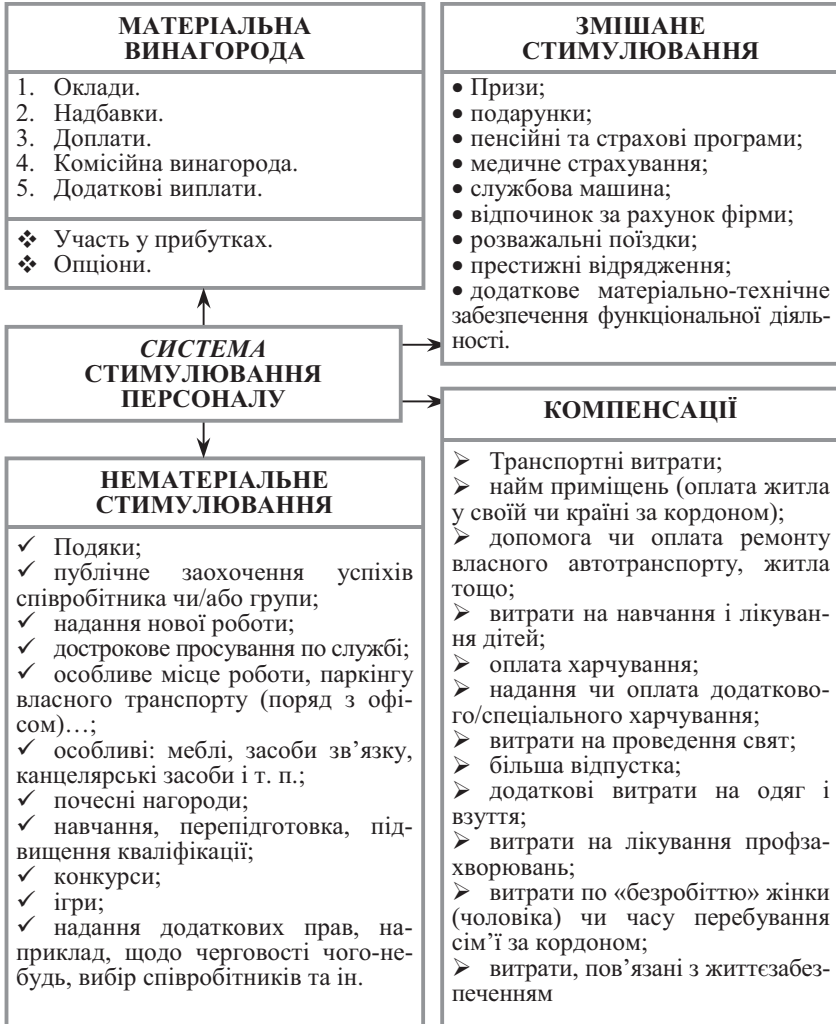 МАТЕРІАЛЬНА
ВИНАГОРОДА
1. Оклади.
2. Надбавки.
3. Доплати.
4. Комісійна винагорода.
5. Додаткові виплати.
❖ Участь у прибутках.
❖ Опціони.
ЗМІШАНЕ
СТИМУЛЮВАННЯ
• Призи;
• подарунки;
• пенсійні та страхові програми;
• медичне страхування;
• службова машина;
• відпочинок за рахунок фірми;
• розважальні поїздки;
• престижні відрядження;
• додаткове матеріально-технічне
забезпечення функціональної діяль-
ності.
СИСТЕМА
СТИМУЛЮВАННЯ
ПЕРСОНАЛУ
НЕМАТЕРІАЛЬНЕ
СТИМУЛЮВАННЯ
✓ Подяки;
✓ публічне заохочення успіхів
співробітника чи/або групи;
✓ надання нової роботи;
✓ дострокове просування по службі;
✓ особливе місце роботи, паркінгу
власного транспорту (поряд з офі-
сом)…;
✓ особливі: меблі, засоби зв’язку,
канцелярські засоби і т. п.;
✓ почесні нагороди;
✓ навчання, перепідготовка, під-
вищення кваліфікації;
✓ конкурси;
✓ ігри;
✓ надання додаткових прав, на-
приклад, щодо черговості чого-не-
будь, вибір співробітників та ін.
КОМПЕНСАЦІЇ
➢ Транспортні витрати;
➢ найм приміщень (оплата житла
у своїй чи країні за кордоном);
➢ допомога чи оплата ремонту
власного автотранспорту, житла
тощо;
➢ витрати на навчання і лікуван-
ня дітей;
➢ оплата харчування;
➢ надання чи оплата додатково-
го/спеціального харчування;
➢ витрати на проведення свят;
➢ більша відпустка;
➢ додаткові витрати на одяг і
взуття;
➢ витрати на лікування профза-
хворювань;
➢ витрати по «безробіттю» жінки
(чоловіка) чи часу перебування
сім’ї за кордоном;
➢ витрати, пов’язані з життєзабез-
печенням